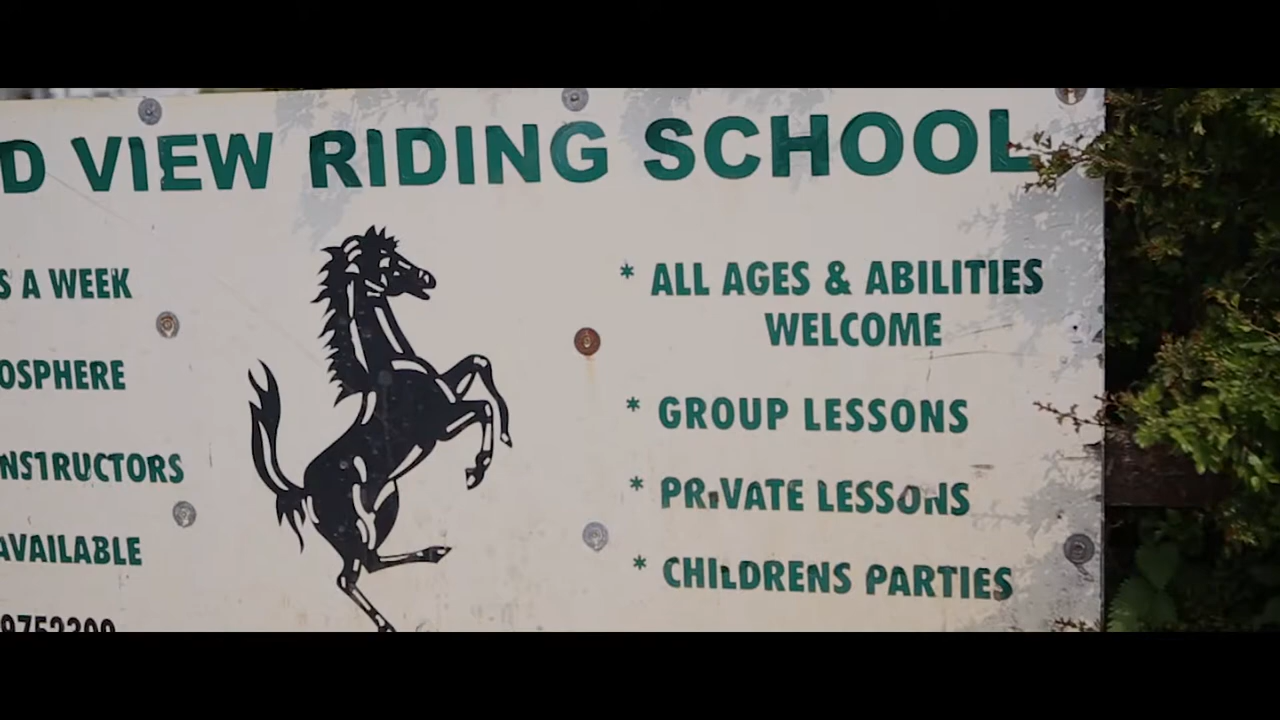 D VIEW RIDING SCHOOL
S A WEEK
OSPHERE
NSTRUCTORS
AVAILABLE
* ALL AGES & ABILITIES
WELCOME
* GROUP LESSONS
* PRIVATE LESSONS
* CHILDRENS PARTIES